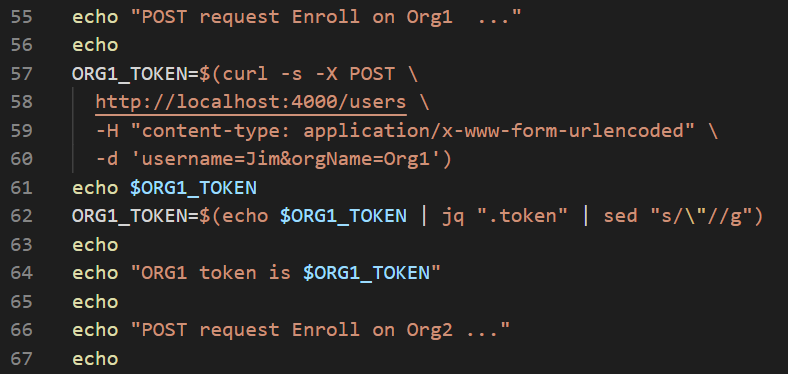 55 echo "POST request Enroll on Org1  ..."
56 echo
57 ORG1_TOKEN=$(curl -s -X POST \
58   http://localhost:4000/users \
59   -H "content-type: application/x-www-form-urlencoded" \
60   -d 'username=Jim&orgName=Org1')
61 echo $ORG1_TOKEN
62 ORG1_TOKEN=$(echo $ORG1_TOKEN | jq ".token" | sed "s/\"//g")
63 echo
64 echo "ORG1 token is $ORG1_TOKEN"
65 echo
66 echo "POST request Enroll on Org2 ..."
67 echo